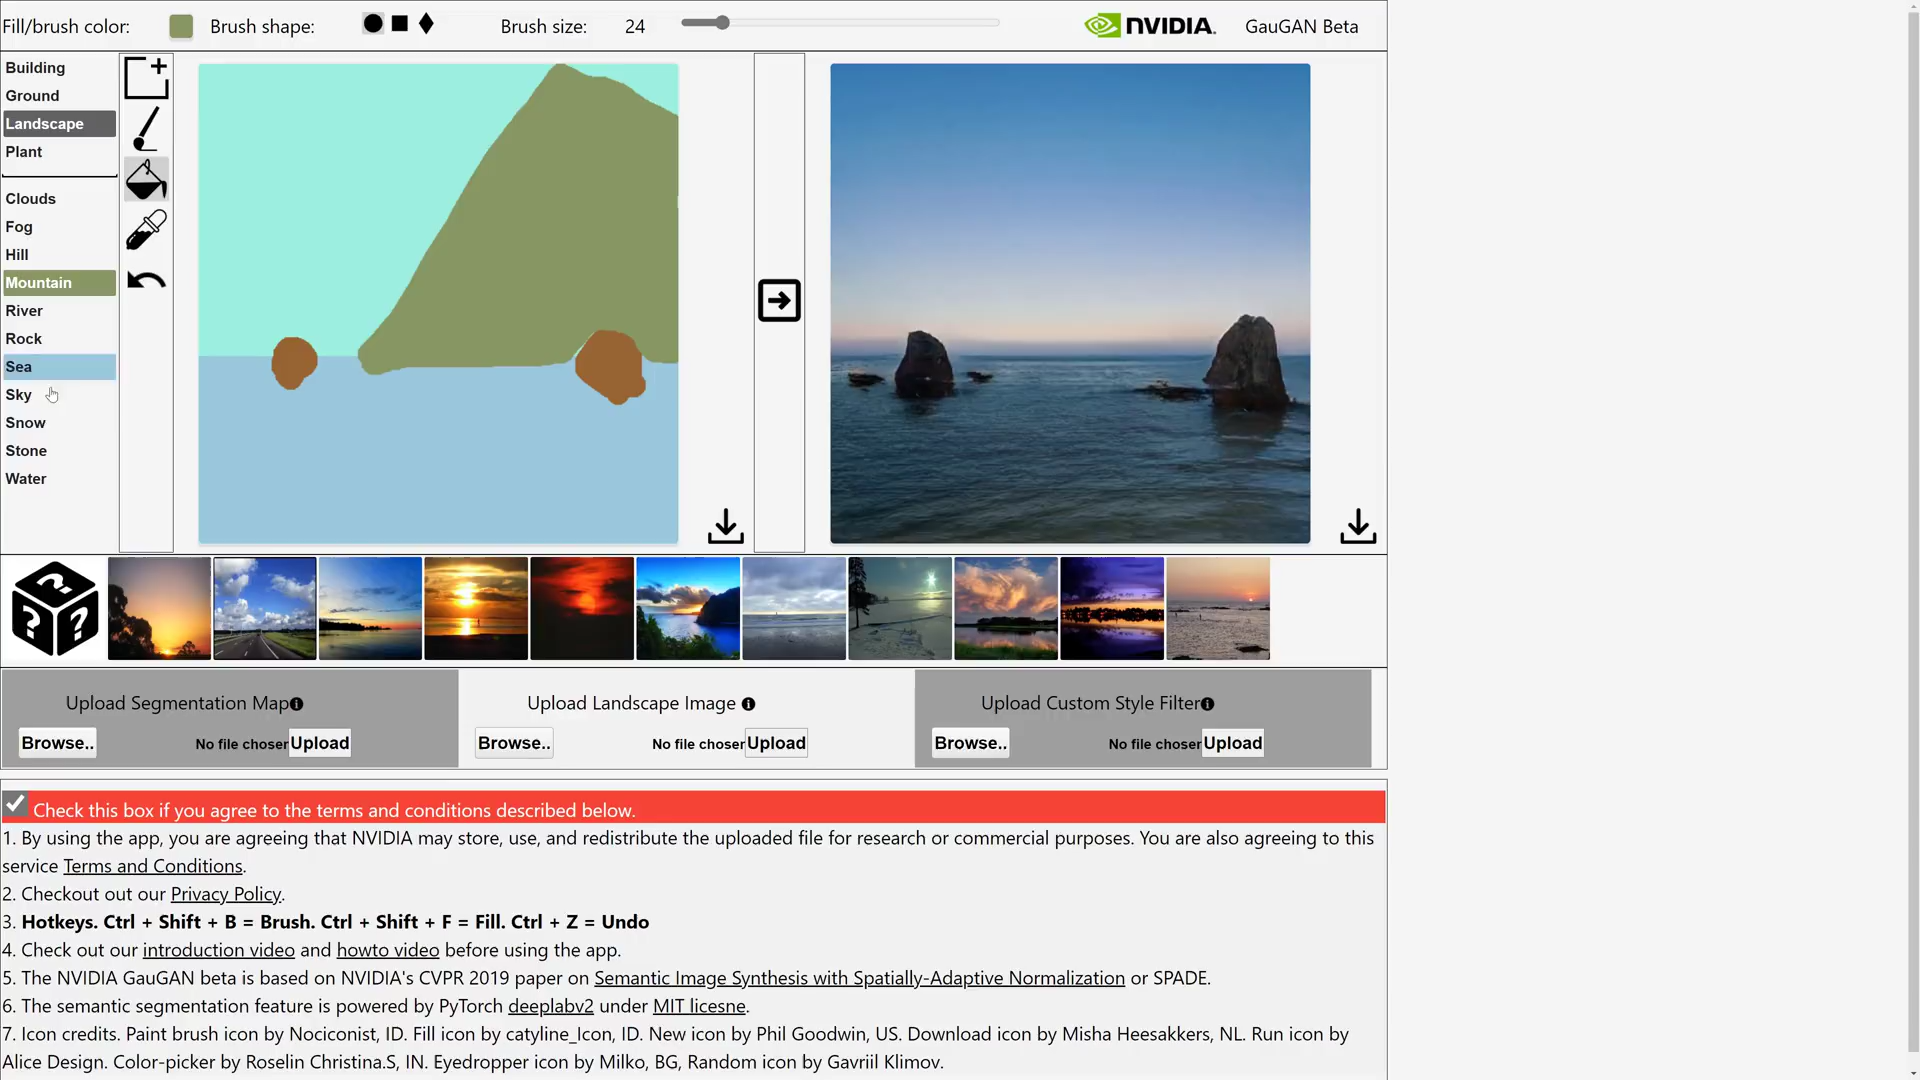 Fill/brush color: Brush shape: Brush size: 24 NVIDIA. GauGAN Beta
Building
Ground
Landscape
Plant
Clouds
Fog
Hill
Mountain
River
Rock
Sea
Sky
Snow
Stone
Water
? ? ?
Upload Segmentation Map Upload Landscape Image Upload Custom Style Filter
Browse.. No file choser Upload Browse.. No file choser Upload Browse.. No file choser Upload
Check this box if you agree to the terms and conditions described below.
1. By using the app, you are agreeing that NVIDIA may store, use, and redistribute the uploaded file for research or commercial purposes. You are also agreeing to this
service Terms and Conditions.
2. Checkout out our Privacy Policy.
3. Hotkeys. Ctrl + Shift + B = Brush. Ctrl + Shift + F = Fill. Ctrl + Z = Undo
4. Check out our introduction video and howto video before using the app.
5. The NVIDIA GauGAN beta is based on NVIDIA's CVPR 2019 paper on Semantic Image Synthesis with Spatially-Adaptive Normalization or SPADE.
6. The semantic segmentation feature is powered by PyTorch deeplabv2 under MIT licesne.
7. Icon credits. Paint brush icon by Nociconist, ID. Fill icon by catyline_Icon, ID. New icon by Phil Goodwin, US. Download icon by Misha Heesakkers, NL. Run icon by
Alice Design. Color-picker by Roselin Christina.S, IN. Eyedropper icon by Milko, BG, Random icon by Gavriil Klimov.